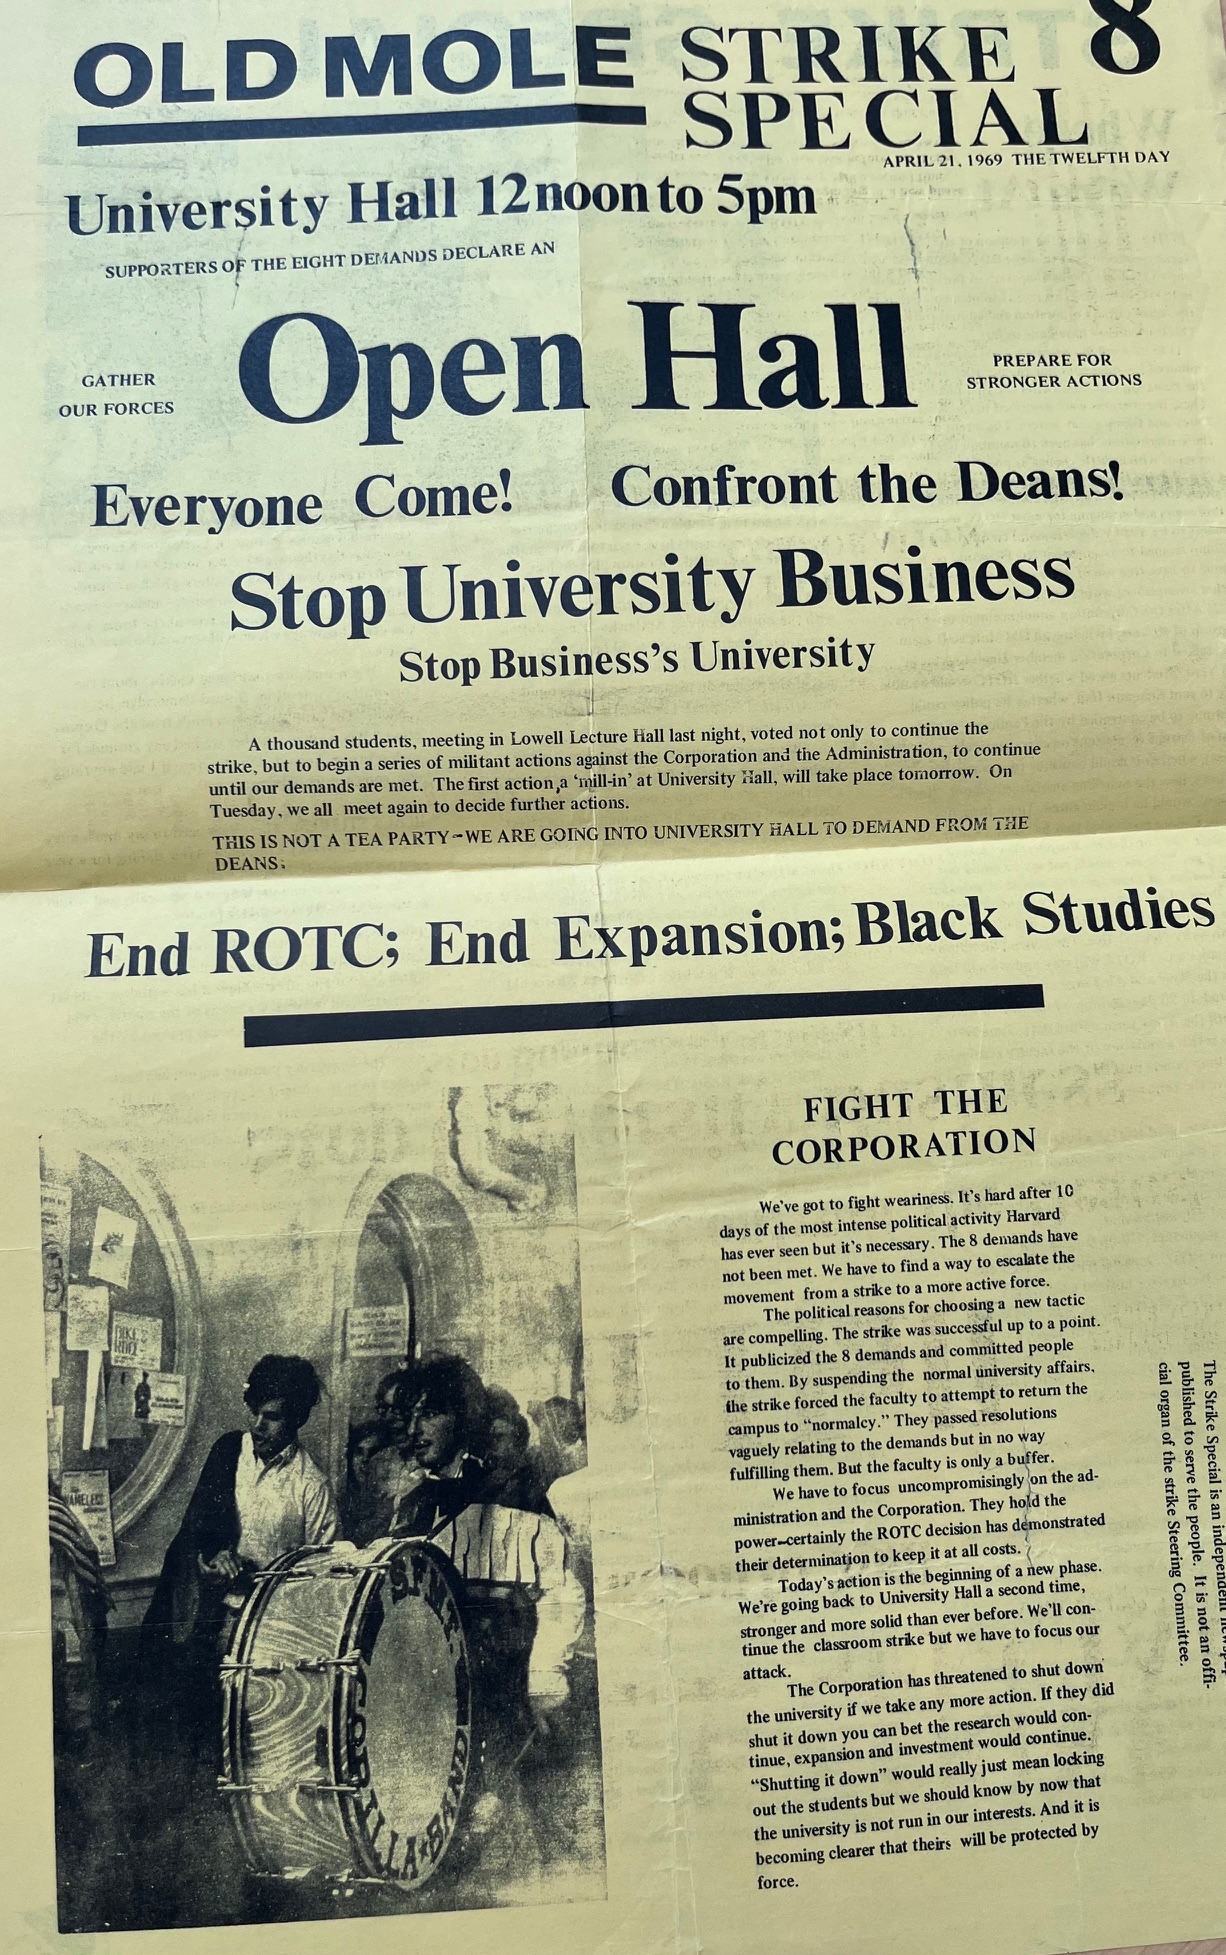 OLD MOLE
STRIKE
SPECIAL
8
APRIL 21, 1969 THE TWELFTH DAY
University Hall 12noon to 5pm
SUPPORTERS OF THE EIGHT DEMANDS DECLARE AN
GATHER
OUR FORCES
Open Hall
PREPARE FOR
STRONGER ACTIONS
Everyone Come! Confront the Deans!
Stop University Business
Stop Business's University
A thousand students, meeting in Lowell Lecture Hall last night, voted not only to continue the
strike, but to begin a series of militant actions against the Corporation and the Administration, to continue
until our demands are met. The first action,a 'mill-in' at University Hall, will take place tomorrow. On
Tuesday, we all meet again to decide further actions.
THIS IS NOT A TEA PARTY--WE ARE GOING INTO UNIVERSITY HALL TO DEMAND FROM THE
DEANS:
End ROTC; End Expansion; Black Studies
FIGHT THE
CORPORATION
We've got to fight weariness. It's hard after 10
days of the most intense political activity Harvard
has ever seen but it's necessary. The 8 demands have
not been met. We have to find a way to escalate the
movement from a strike to a more active force.
The political reasons for choosing a new tactic
are compelling. The strike was successful up to a point.
It publicized the 8 demands and committed people
to them. By suspending the normal university affairs,
the strike forced the faculty to attempt to return the
campus to "normalcy." They passed resolutions
vaguely relating to the demands but in no way
fulfilling them. But the faculty is only a buffer.
We have to focus uncompromisingly on the ad-
ministration and the Corporation. They hold the
power--certainly the ROTC decision has demonstrated
their determination to keep it at all costs.
Today's action is the beginning of a new phase.
We're going back to University Hall a second time,
stronger and more solid than ever before. We'll con-
tinue the classroom strike but we have to focus our
attack.
The Corporation has threatened to shut down
the university if we take any more action. If they did
shut it down you can bet the research would con-
tinue, expansion and investment would continue.
"Shutting it down" would really just mean locking
out the students but we should know by now that
the university is not run in our interests. And it is
becoming clearer that theirs will be protected by
force.
The Strike Special is an independent
published to serve the people. It is not an offi-
cial organ of the strike Steering Committee.
NAMELESS
BAND